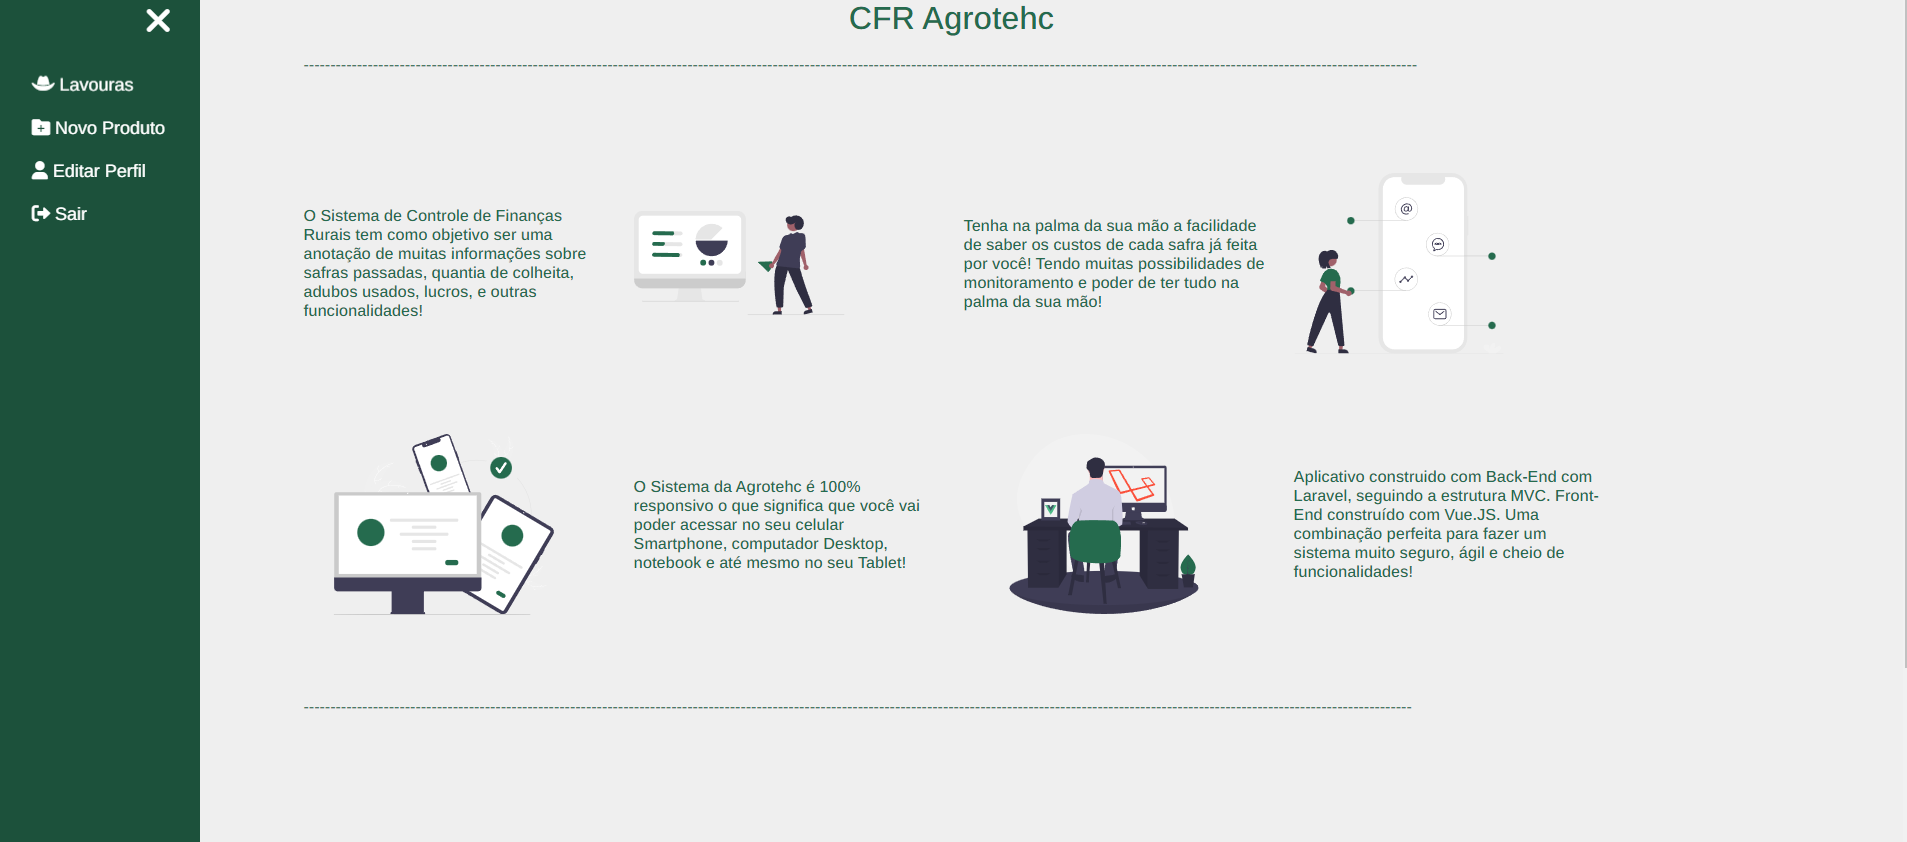 CFR Agrotehc
Lavouras
Novo Produto
Editar Perfil
Sair
O Sistema de Controle de Finanças
Rurais tem como objetivo ser uma
anotação de muitas informações sobre
safras passadas, quantia de colheita,
adubos usados, lucros, e outras
funcionalidades!
Tenha na palma da sua mão a facilidade
de saber os custos de cada safra já feita
por você! Tendo muitas possibilidades de
monitoramento e poder de ter tudo na
palma da sua mão!
O Sistema da Agrotehc é 100%
responsivo o que significa que você vai
poder acessar no seu celular
Smartphone, computador Desktop,
notebook e até mesmo no seu Tablet!
Aplicativo construido com Back-End com
Laravel, seguindo a estrutura MVC. Front-
End construído com Vue.JS. Uma
combinação perfeita para fazer um
sistema muito seguro, ágil e cheio de
funcionalidades!